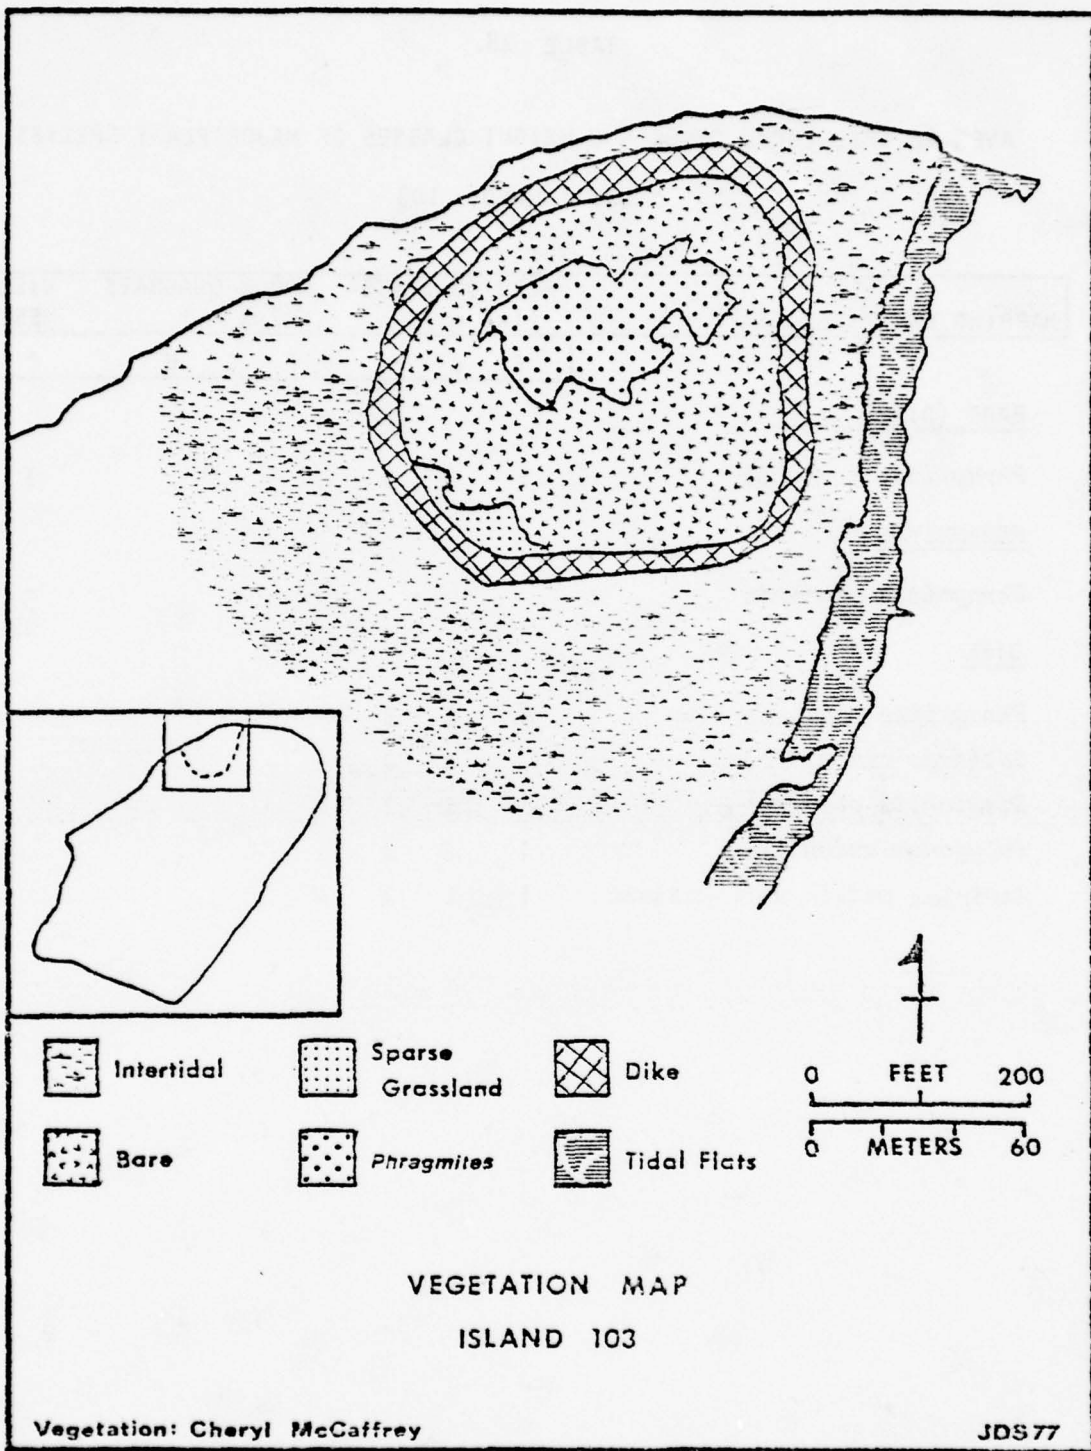 Intertidal
Sparse
Grassland
Dike
Bare
Phragmites
Tidal Flats
0 FEET 200
0 METERS 60
VEGETATION MAP
ISLAND 103
Vegetation: Cheryl McCaffrey
JDS77